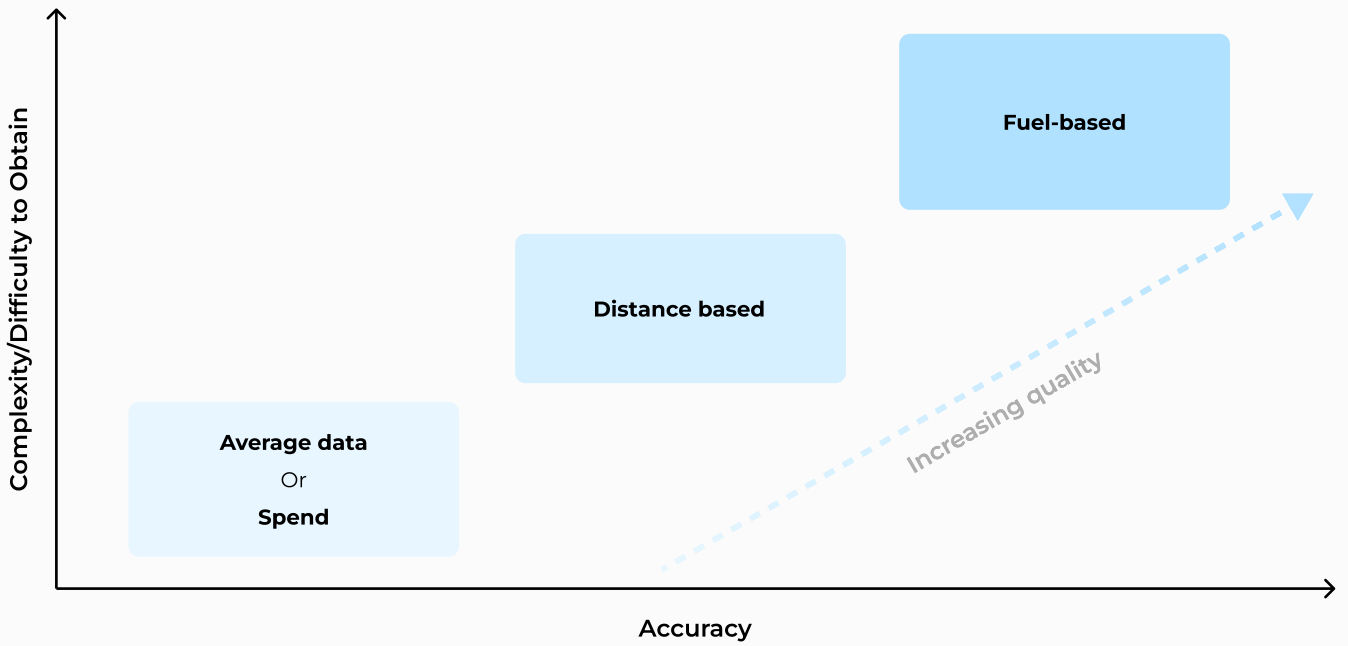 Complexity/Difficulty to Obtain
Fuel-based
Distance based
Average data
Or
Spend
Increasing quality
Accuracy